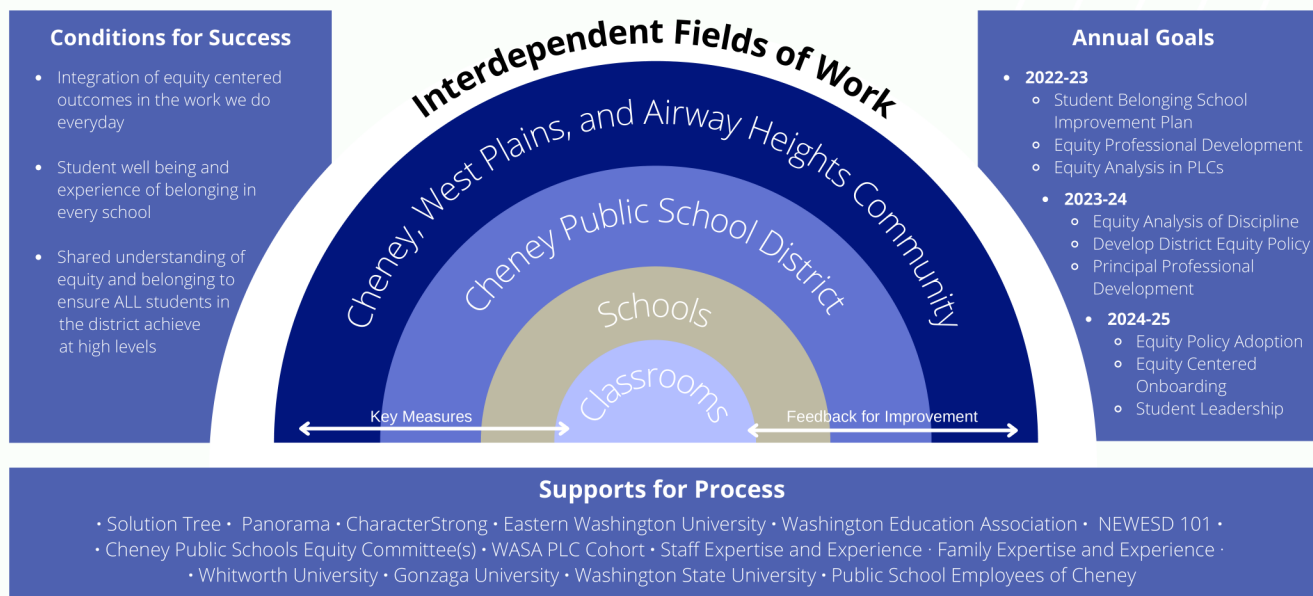 Conditions for Success
• Integration of equity centered
outcomes in the work we do
everyday
• Student well being and
experience of belonging in
every school
• Shared understanding of
equity and belonging to
ensure ALL students in
the district achieve
at high levels
Interdependent Fields of Work
Cheney, West Plains, and Airway Heights Community
Cheney Public School District
Schools
Classrooms
Key Measures
Feedback for Improvement
Annual Goals
• 2022-23
○ Student Belonging School
Improvement Plan
○ Equity Professional Development
○ Equity Analysis in PLCs
• 2023-24
○ Equity Analysis of Discipline
○ Develop District Equity Policy
○ Principal Professional
Development
• 2024-25
○ Equity Policy Adoption
○ Equity Centered
Onboarding
○ Student Leadership
Supports for Process
• Solution Tree • Panorama • CharacterStrong • Eastern Washington University • Washington Education Association • NEWESD 101 •
• Cheney Public Schools Equity Committee(s) • WASA PLC Cohort • Staff Expertise and Experience · Family Expertise and Experience ·
• Whitworth University • Gonzaga University • Washington State University • Public School Employees of Cheney